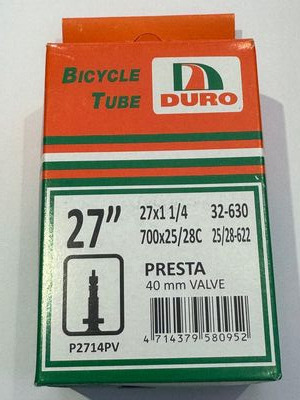 BICYCLE
TUBE
DURO
27"
27x1 1/4 32-630
700x25/28C 25/28-622
PRESTA
40 mm VALVE
P2714PV
4 714379 580952